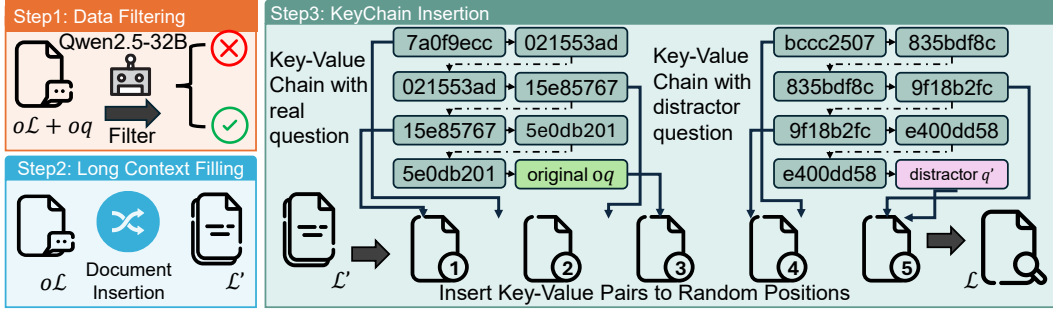 Step1: Data Filtering
Qwen2.5-32B
oℒ + oq
Filter
Step2: Long Context Filling
oℒ
Document
Insertion
ℒ’
Step3: KeyChain Insertion
Key-Value
Chain with
real
question
7a0f9ecc
021553ad
021553ad
15e85767
15e85767
5e0db201
5e0db201
original oq
Key-Value
Chain with
distractor
question
bccc2507
835bdf8c
835bdf8c
9f18b2fc
9f18b2fc
e400dd58
e400dd58
distractor q’
ℒ’
1
2
3
4
5
ℒ
Insert Key-Value Pairs to Random Positions